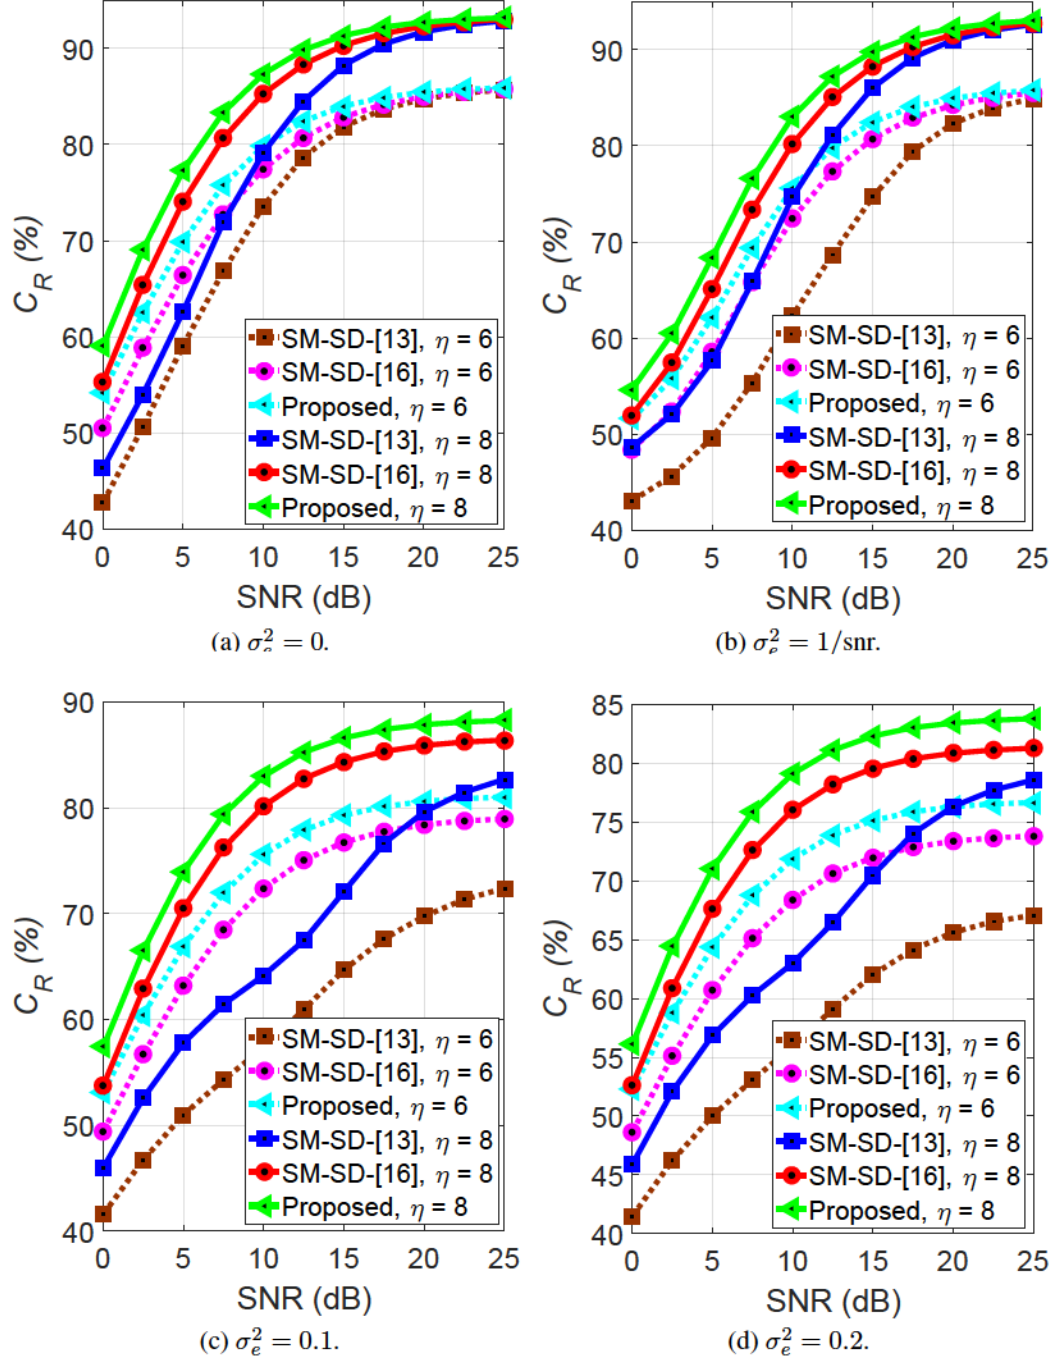 90
80
70
60
50
40
C_R (%)
SM-SD-[13], η = 6
SM-SD-[16], η = 6
Proposed, η = 6
SM-SD-[13], η = 8
SM-SD-[16], η = 8
Proposed, η = 8
0 5 10 15 20 25
SNR (dB)
(a) σ_e^2 = 0.
90
80
70
60
50
40
C_R (%)
SM-SD-[13], η = 6
SM-SD-[16], η = 6
Proposed, η = 6
SM-SD-[13], η = 8
SM-SD-[16], η = 8
Proposed, η = 8
0 5 10 15 20 25
SNR (dB)
(b) σ_e^2 = 1/snr.
90
80
70
60
50
40
C_R (%)
SM-SD-[13], η = 6
SM-SD-[16], η = 6
Proposed, η = 6
SM-SD-[13], η = 8
SM-SD-[16], η = 8
Proposed, η = 8
0 5 10 15 20 25
SNR (dB)
(c) σ_e^2 = 0.1.
85
80
75
70
65
60
55
50
45
40
C_R (%)
SM-SD-[13], η = 6
SM-SD-[16], η = 6
Proposed, η = 6
SM-SD-[13], η = 8
SM-SD-[16], η = 8
Proposed, η = 8
0 5 10 15 20 25
SNR (dB)
(d) σ_e^2 = 0.2.